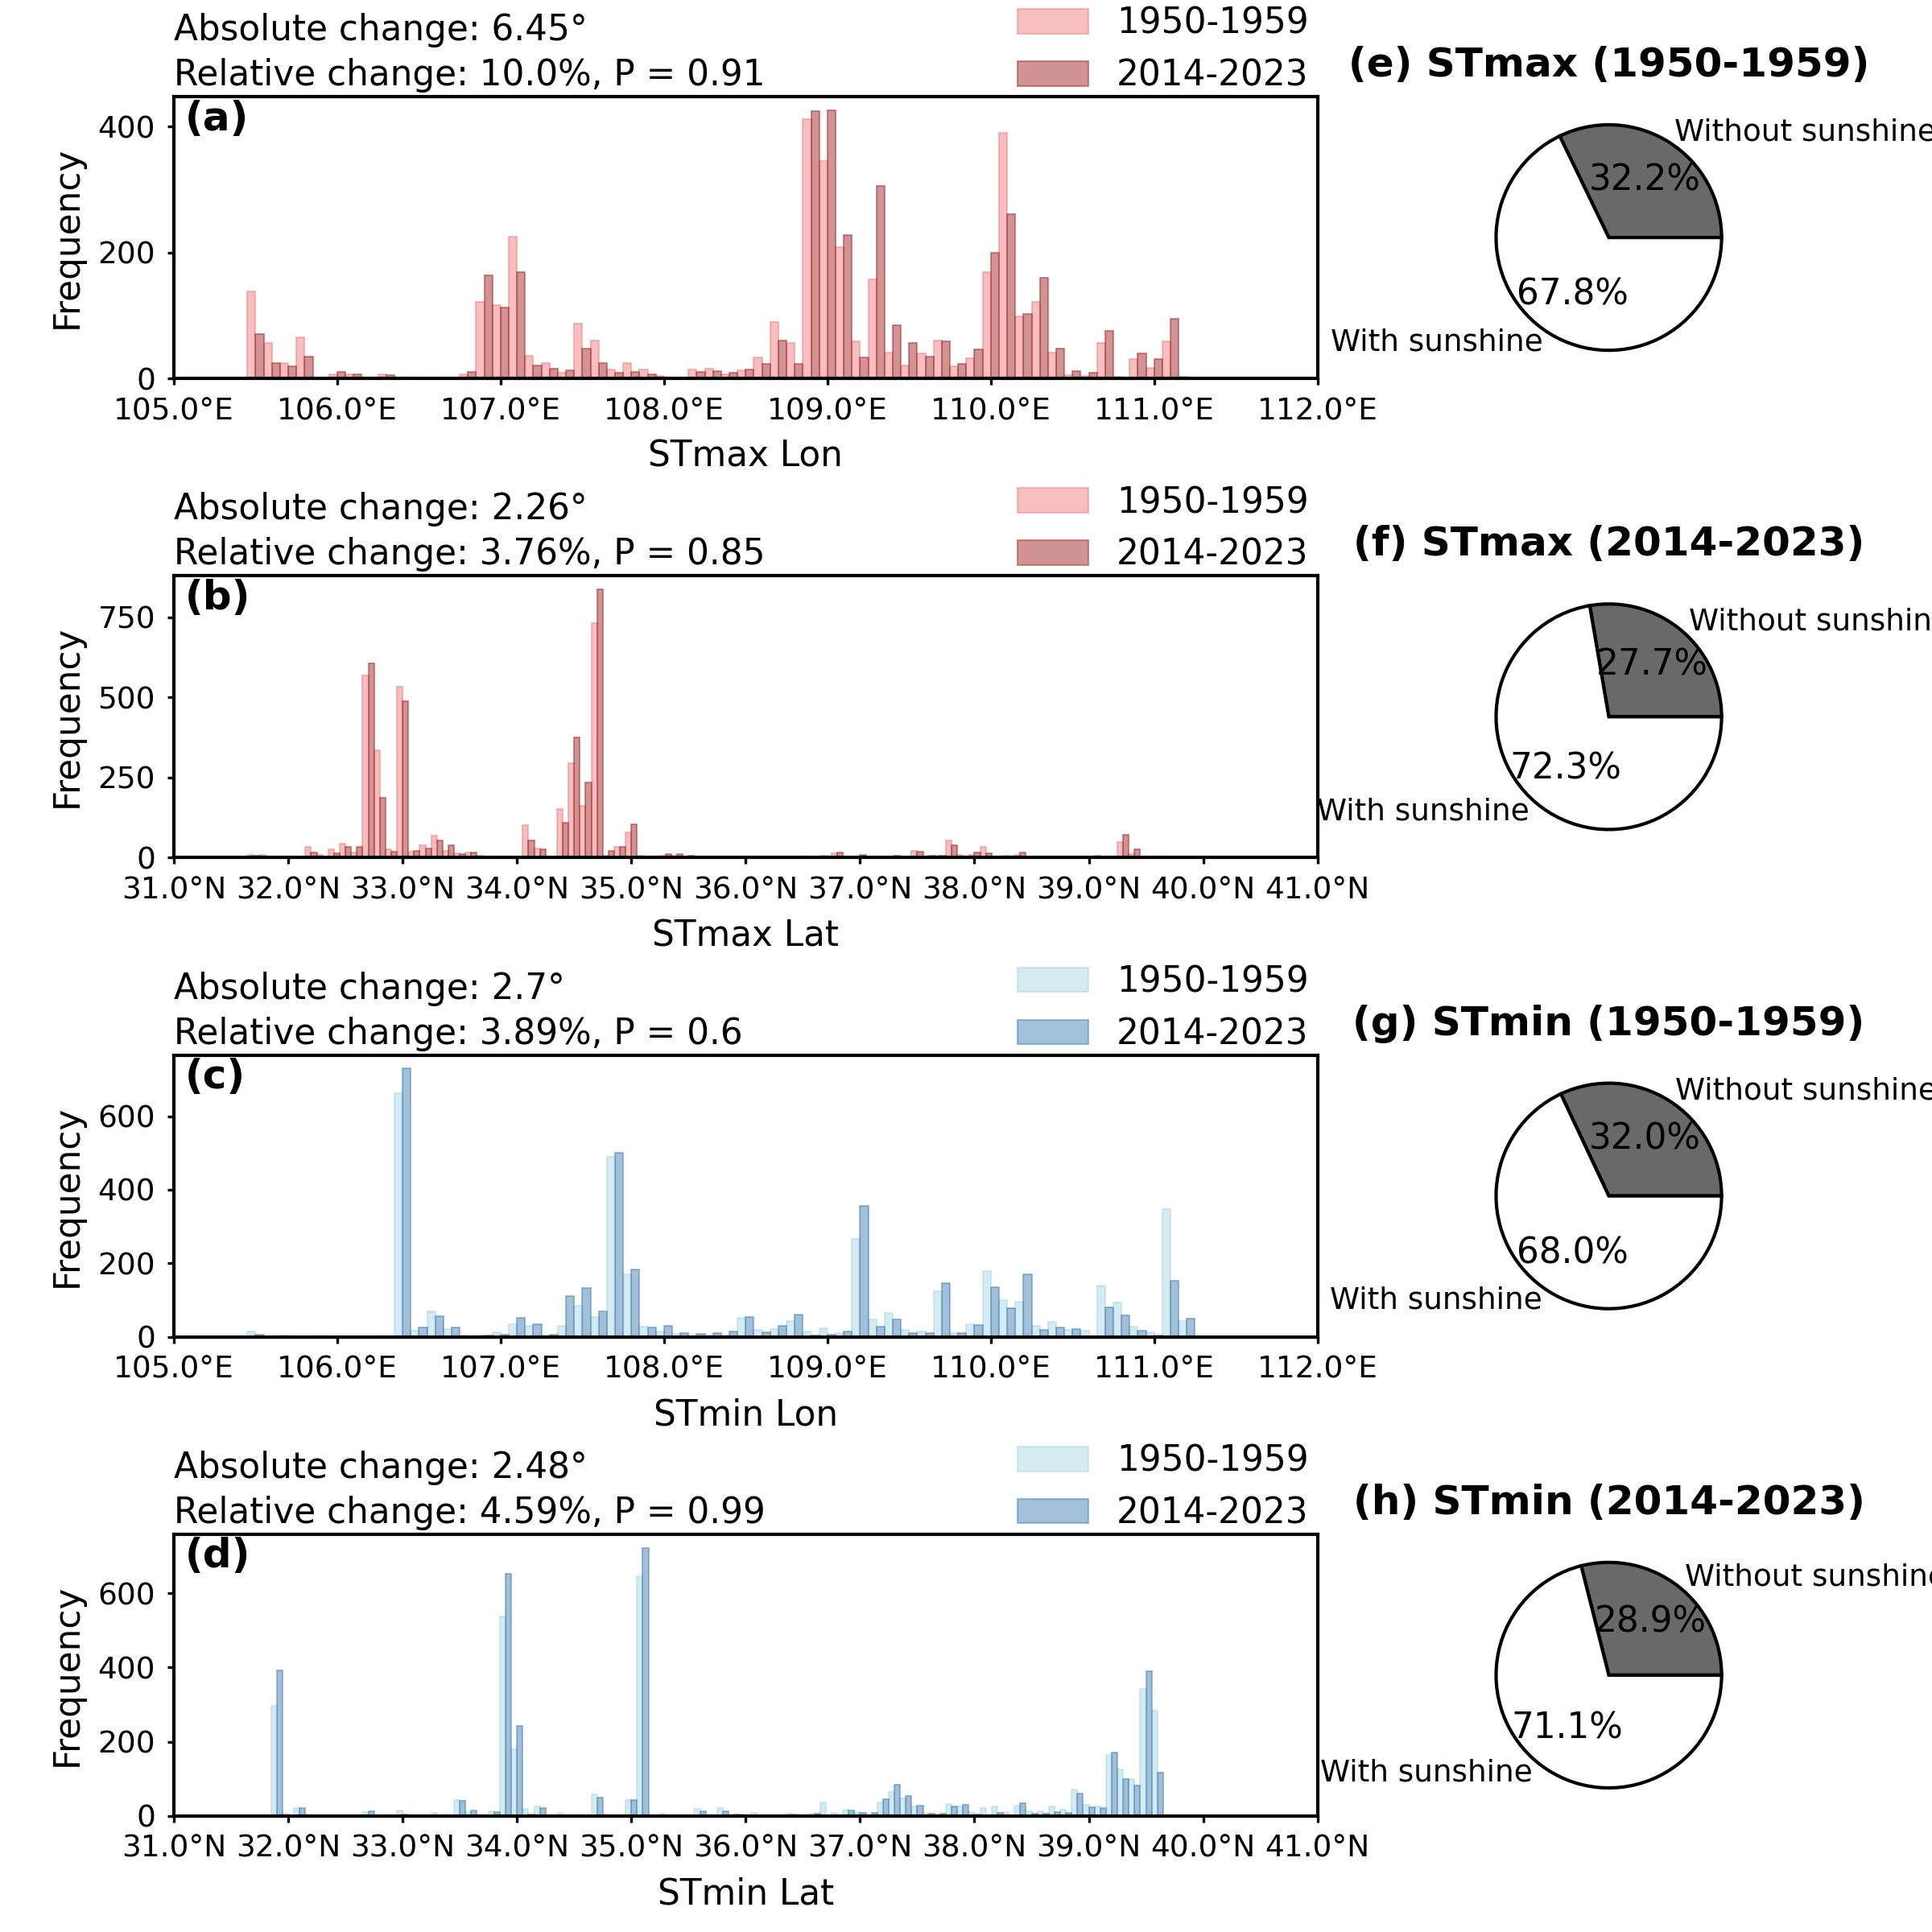 Absolute change: 6.45°
Relative change: 10.0%, P = 0.91
1950-1959
2014-2023
(a)
Frequency
400
200
0
105.0°E 106.0°E 107.0°E 108.0°E 109.0°E 110.0°E 111.0°E 112.0°E
STmax Lon
(e) STmax (1950-1959)
Without sunshine
32.2%
67.8%
With sunshine
Absolute change: 2.26°
Relative change: 3.76%, P = 0.85
1950-1959
2014-2023
(b)
Frequency
750
500
250
0
31.0°N 32.0°N 33.0°N 34.0°N 35.0°N 36.0°N 37.0°N 38.0°N 39.0°N 40.0°N 41.0°N
STmax Lat
(f) STmax (2014-2023)
Without sunshin
27.7%
72.3%
With sunshine
Absolute change: 2.7°
Relative change: 3.89%, P = 0.6
1950-1959
2014-2023
(c)
Frequency
600
400
200
0
105.0°E 106.0°E 107.0°E 108.0°E 109.0°E 110.0°E 111.0°E 112.0°E
STmin Lon
(g) STmin (1950-1959)
Without sunshine
32.0%
68.0%
With sunshine
Absolute change: 2.48°
Relative change: 4.59%, P = 0.99
1950-1959
2014-2023
(d)
Frequency
600
400
200
0
31.0°N 32.0°N 33.0°N 34.0°N 35.0°N 36.0°N 37.0°N 38.0°N 39.0°N 40.0°N 41.0°N
STmin Lat
(h) STmin (2014-2023)
Without sunshine
28.9%
71.1%
With sunshine